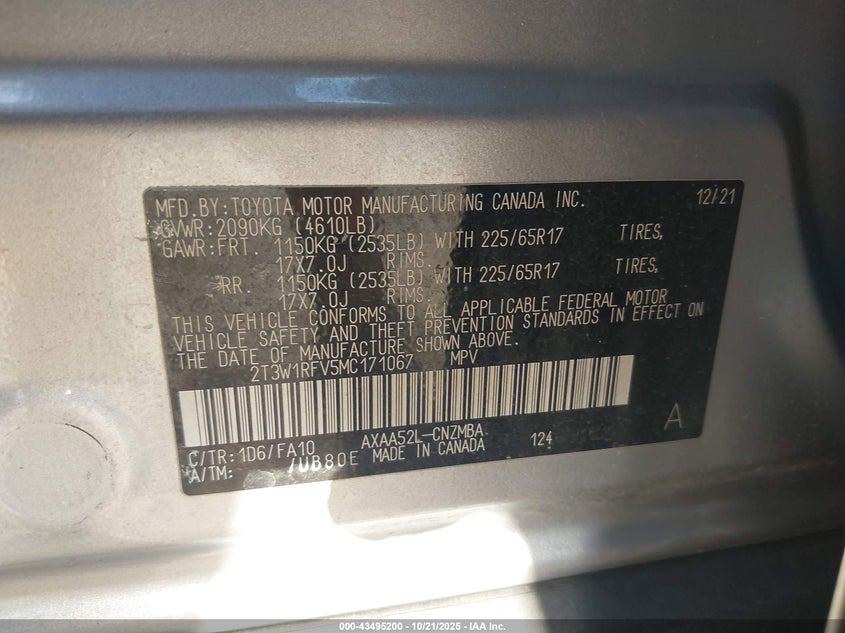 MFD.BY:TOYOTA MOTOR MANUFACTURING CANADA INC. 12/21
GVWR:2090KG (4610LB)
GAWR:FRT. 1150KG (2535LB) WITH 225/65R17 TIRES,
17X7.0J RIMS.
RR. 1150KG (2535LB) WITH 225/65R17 TIRES,
17X7.0J RIMS.
THIS VEHICLE CONFORMS TO ALL APPLICABLE FEDERAL MOTOR
VEHICLE SAFETY AND THEFT PREVENTION STANDARDS IN EFFECT ON
THE DATE OF MANUFACTURE SHOWN ABOVE.
2T3W1RFV5MC171067 MPV
C/TR:1D6/FA10 AXAA52L-CNZMBA 124 A
A/TM: /UB80E MADE IN CANADA
000-43495200 - 10/21/2025 - IAA Inc.